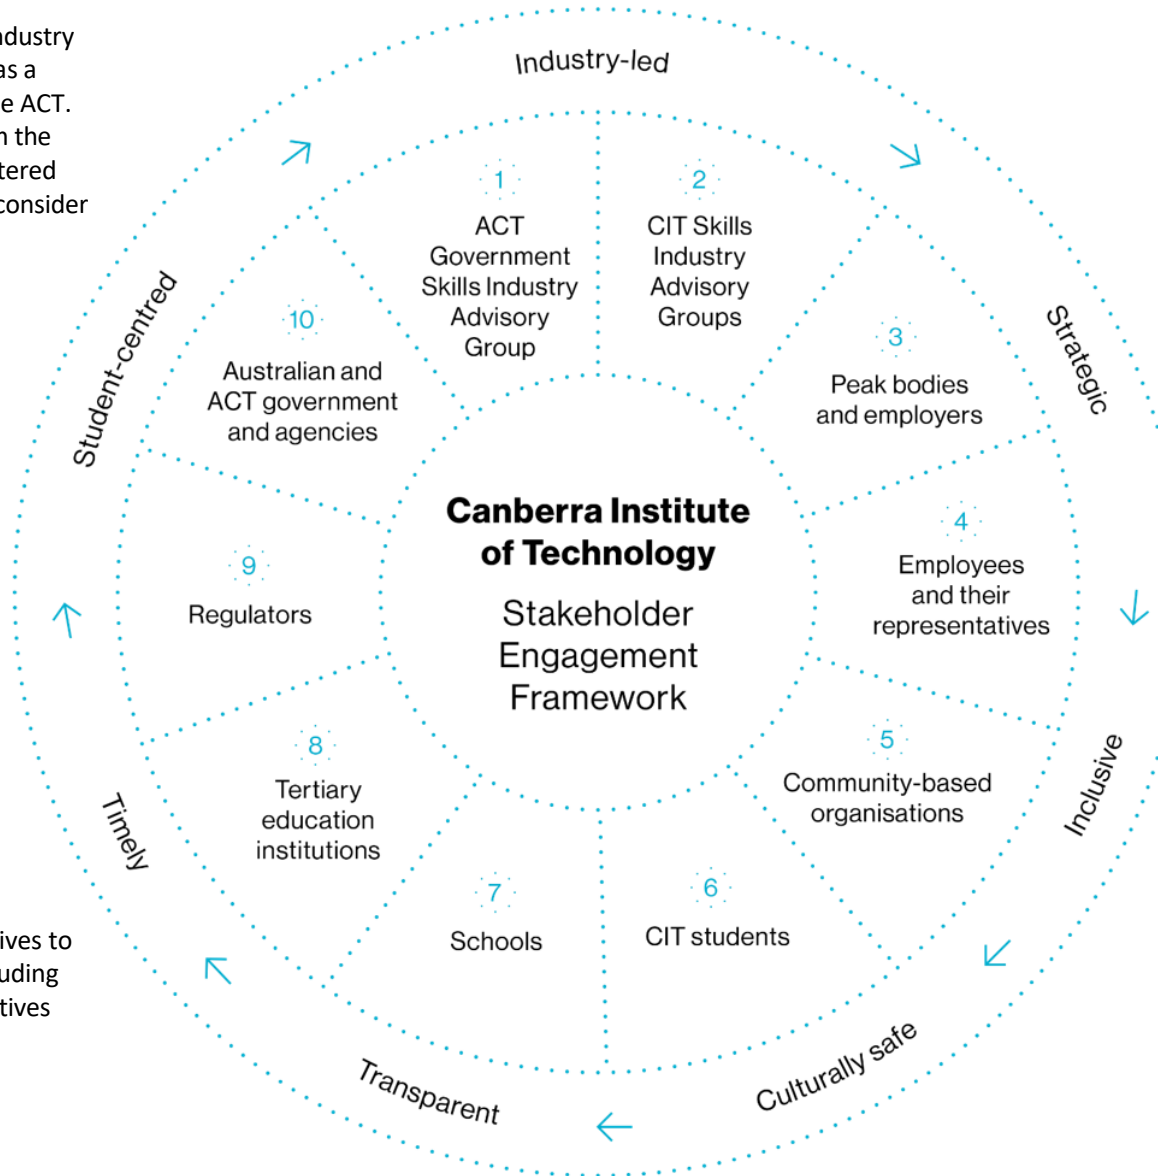 ndustry
as a
e ACT.
n the
tered
consider
Industry-led
Strategic
Inclusive
Culturally safe
Transparent
Timely
Student-centred
1
ACT
Government
Skills Industry
Advisory
Group
2
CIT Skills
Industry
Advisory
Groups
3
Peak bodies
and employers
4
Employees
and their
representatives
5
Community-based
organisations
6
CIT students
7
Schools
8
Tertiary
education
institutions
9
Regulators
10
Australian and
ACT government
and agencies
Canberra Institute
of Technology
Stakeholder
Engagement
Framework
ives to
uding
tives